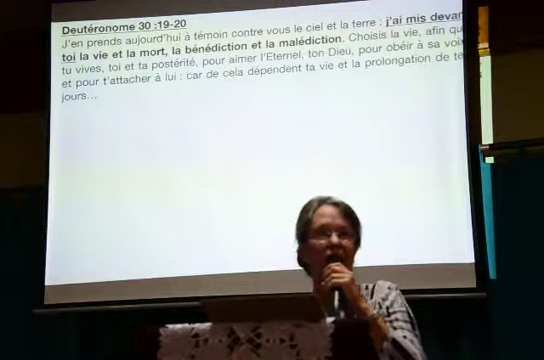 Deutéronome 30 :19-20
J'en prends aujourd'hui à témoin contre vous le ciel et la terre : j'ai mis devan
toi la vie et la mort, la bénédiction et la malédiction. Choisis la vie, afin qu
tu vives, toi et ta postérité, pour aimer l'Eternel, ton Dieu, pour obéir à sa voix
et pour t'attacher à lui : car de cela dépendent ta vie et la prolongation de te
jours…